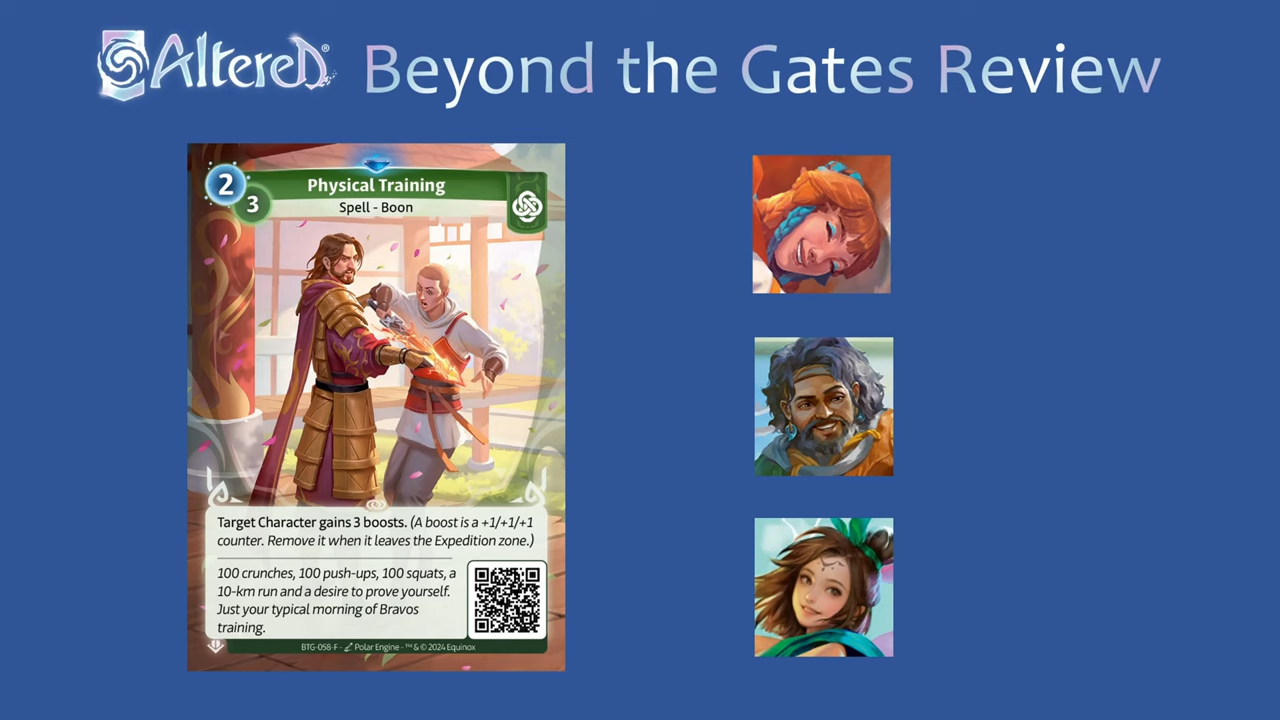 Altered® Beyond the Gates Review
2
3
Physical Training
Spell - Boon
Target Character gains 3 boosts. (A boost is a +1/+1/+1
counter. Remove it when it leaves the Expedition zone.)
100 crunches, 100 push-ups, 100 squats, a
10-km run and a desire to prove yourself.
Just your typical morning of Bravos
training.
BTG-058-F - Polar Engine - ™ & © 2024 Equinox